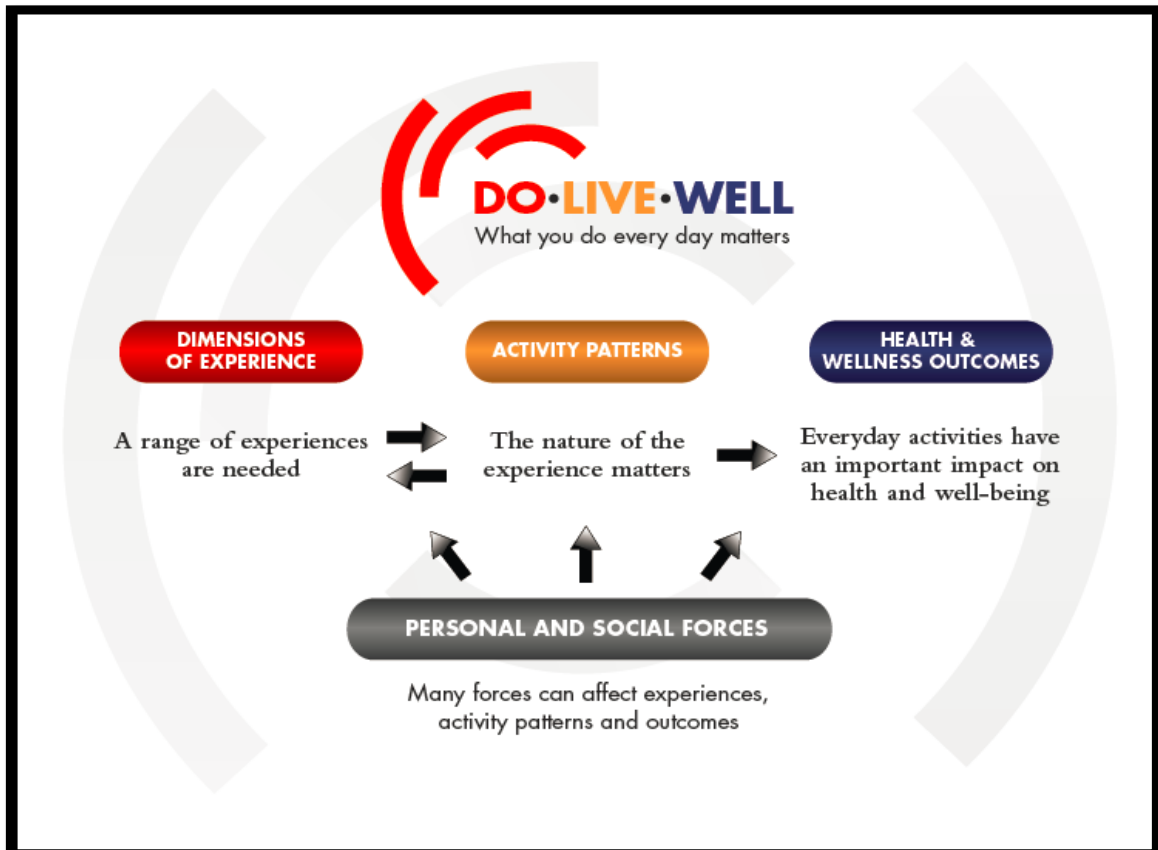 DO·LIVE·WELL
What you do every day matters
DIMENSIONS
OF EXPERIENCE
A range of experiences
are needed
ACTIVITY PATTERNS
The nature of the
experience matters
HEALTH &
WELLNESS OUTCOMES
Everyday activities have
an important impact on
health and well-being
PERSONAL AND SOCIAL FORCES
Many forces can affect experiences,
activity patterns and outcomes